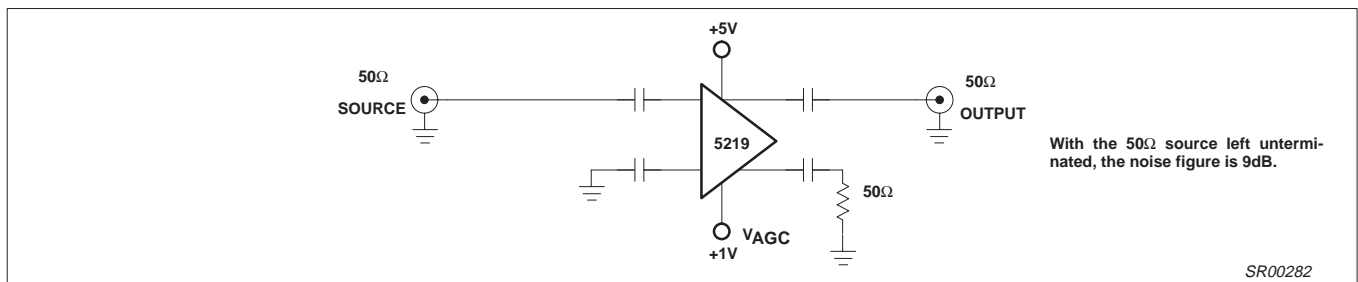 +5V
50Ω
SOURCE
50Ω
OUTPUT
5219
With the 50Ω source left untermi-
nated, the noise figure is 9dB.
50Ω
VAGC
+1V
SR00282